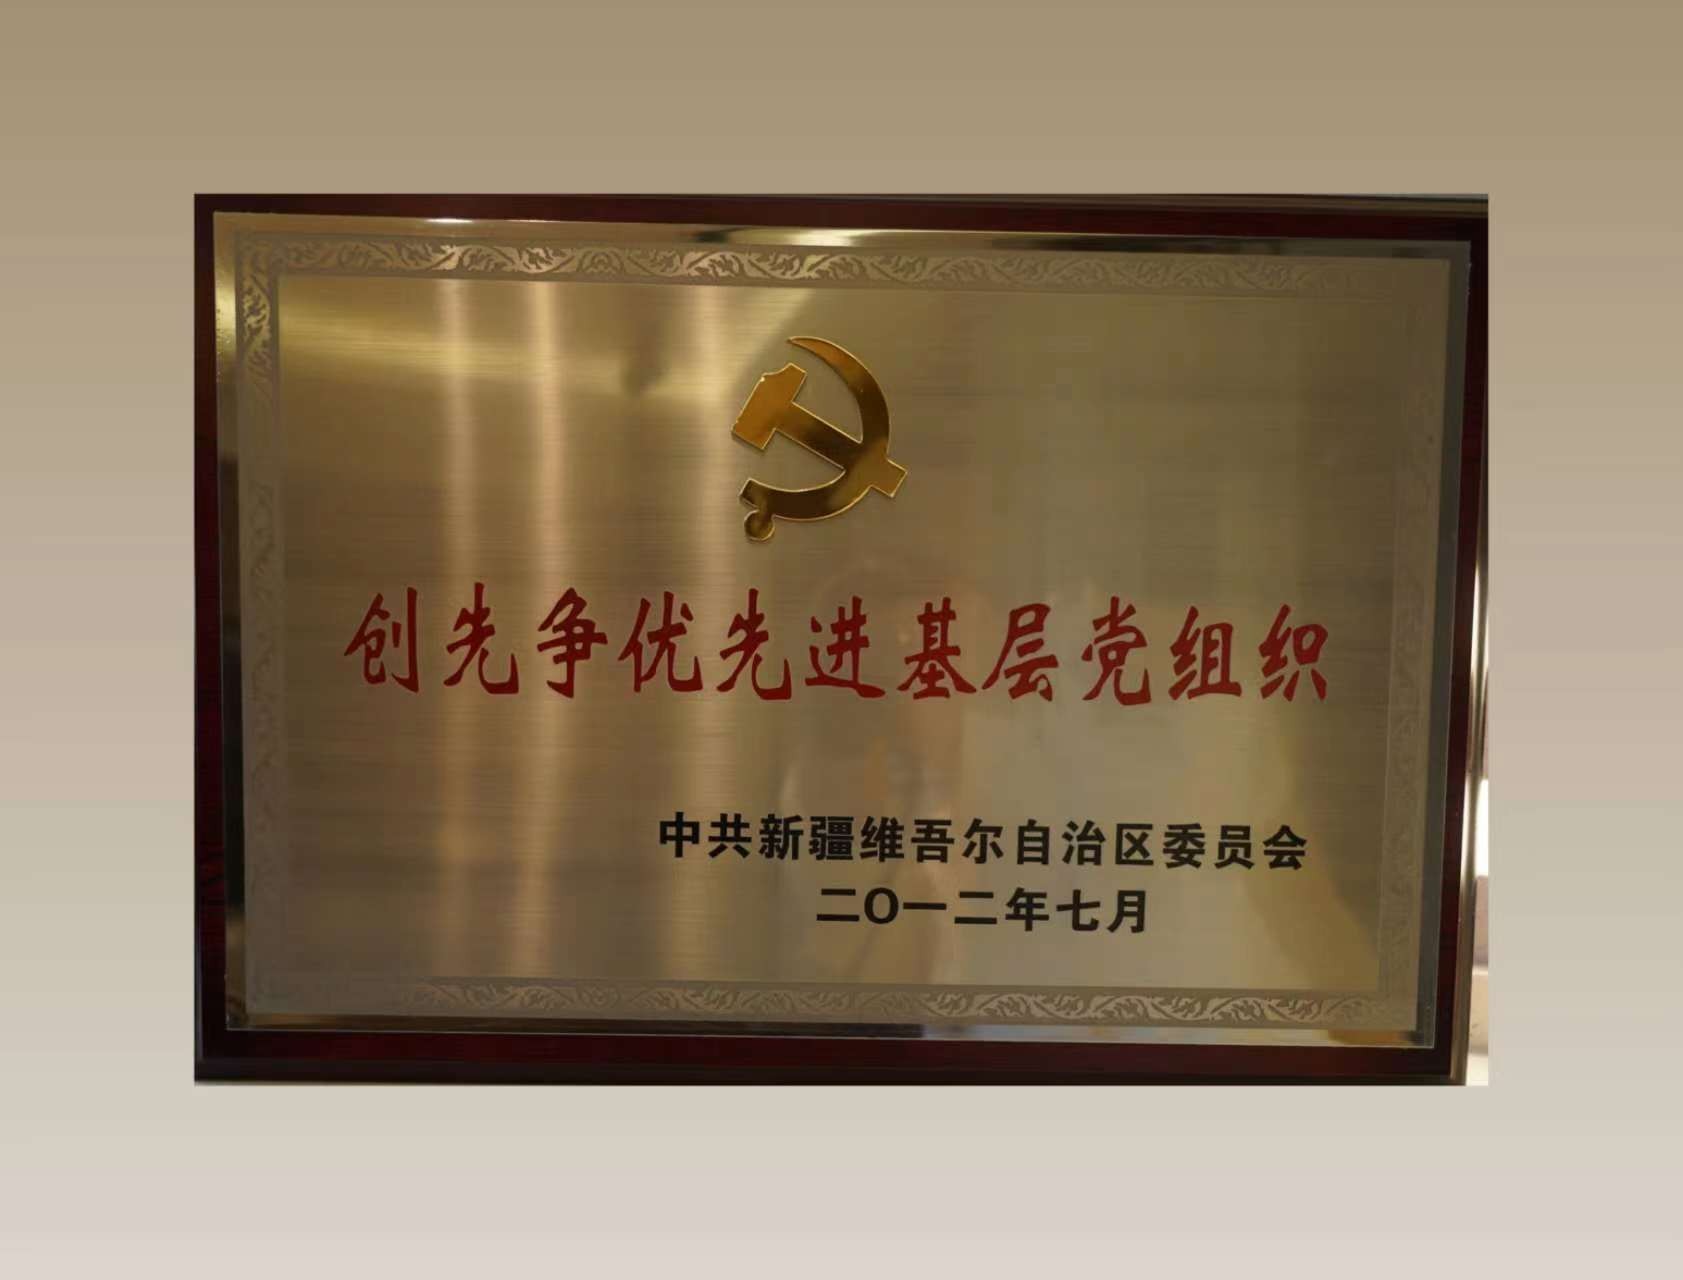 创先争优先进基层党组织
中共新疆维吾尔自治区委员会
二〇一二年七月